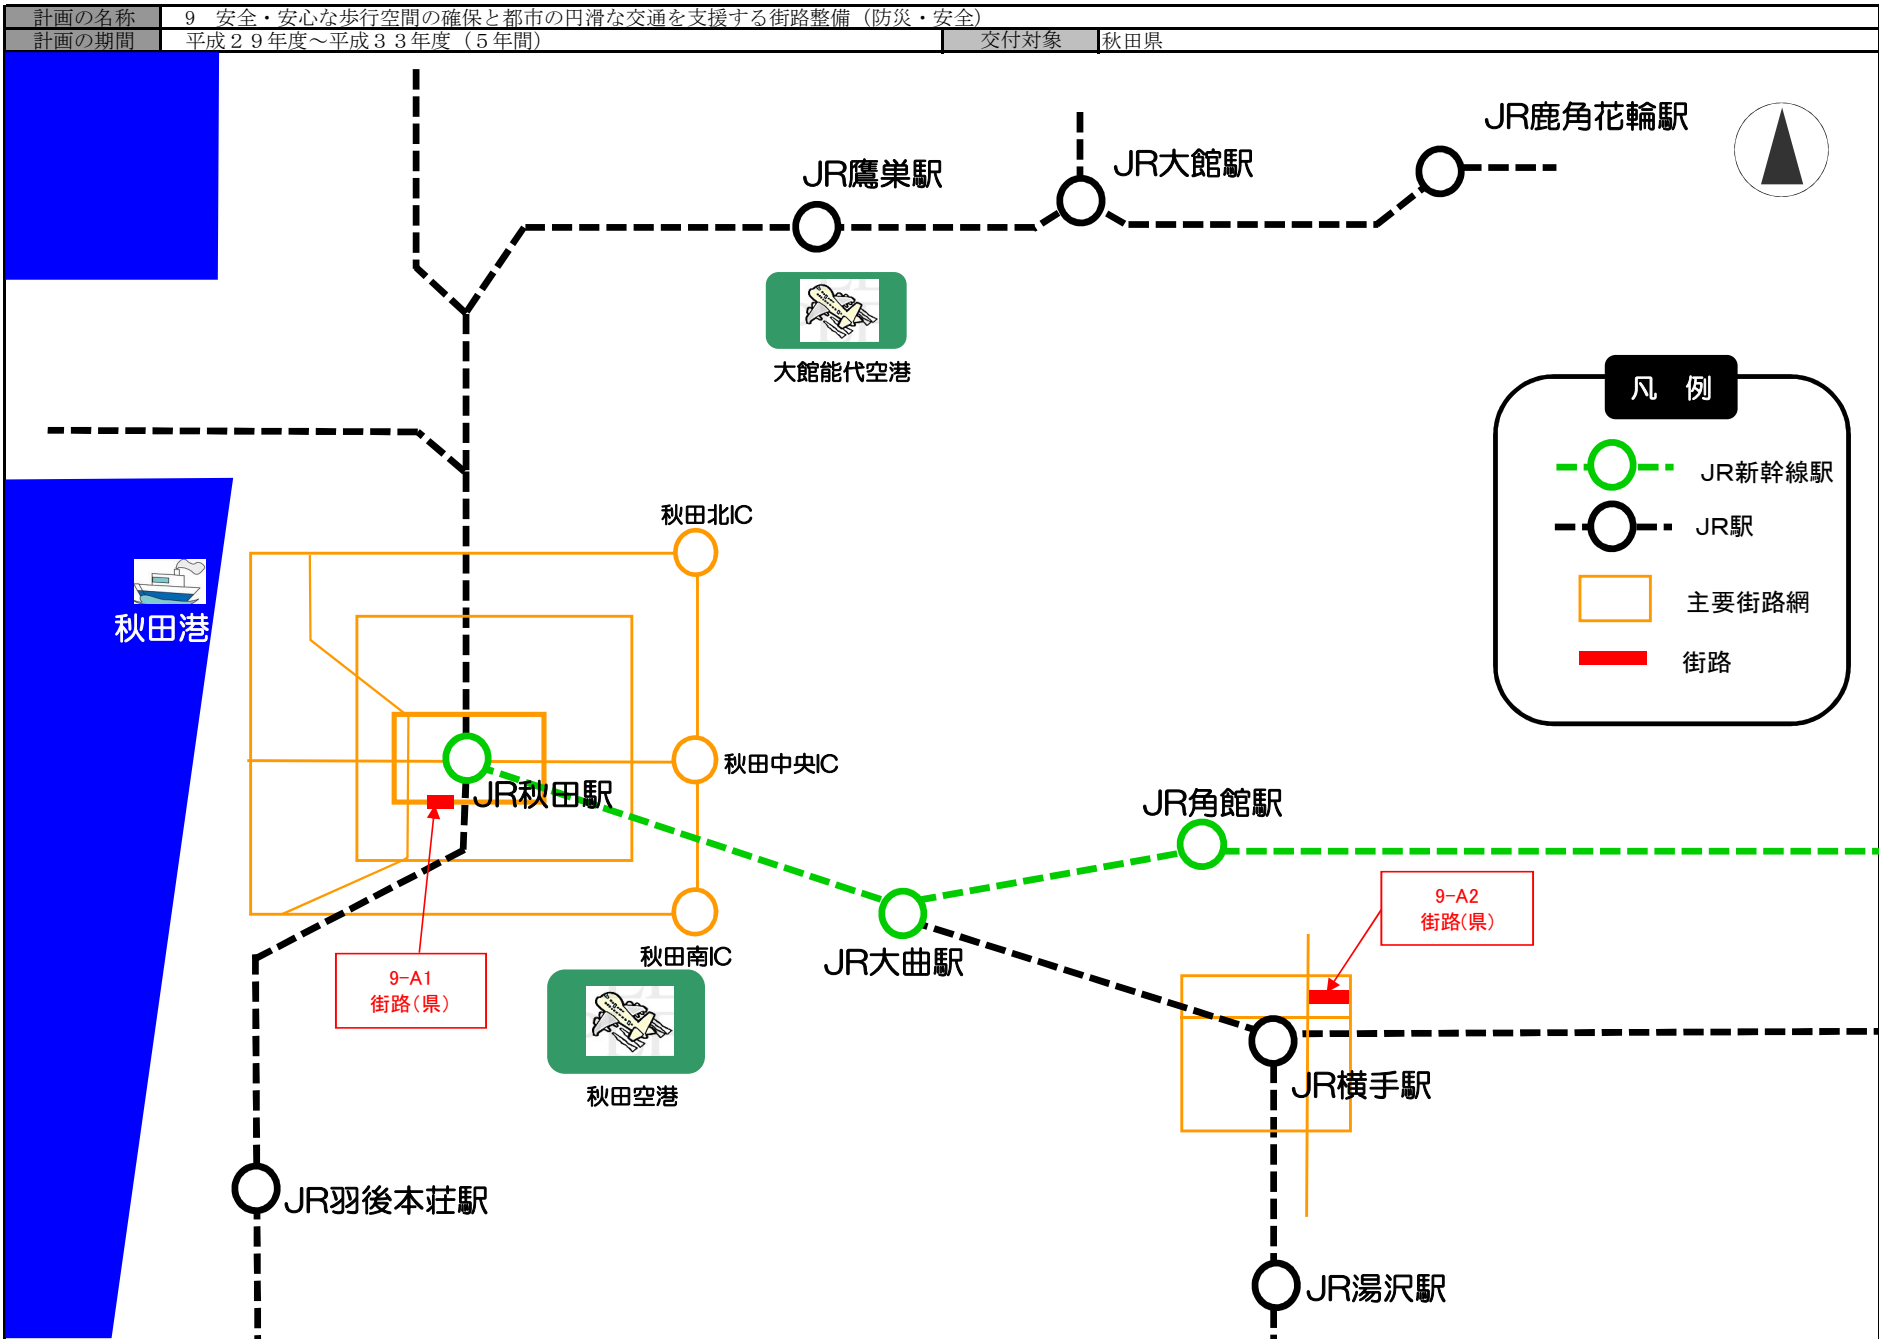 計画の名称
9　安全・安心な歩行空間の確保と都市の円滑な交通を支援する街路整備（防災・安全）
計画の期間
平成２９年度～平成３３年度（５年間）
交付対象
秋田県
JR鹿角花輪駅
JR大館駅
JR鷹巣駅
大館能代空港
凡　例
JR新幹線駅
JR駅
主要街路網
街路
秋田北IC
秋田港
秋田中央IC
JR秋田駅
JR角館駅
9-A2
街路(県)
秋田南IC
JR大曲駅
9-A1
街路(県)
秋田空港
JR横手駅
JR羽後本荘駅
JR湯沢駅